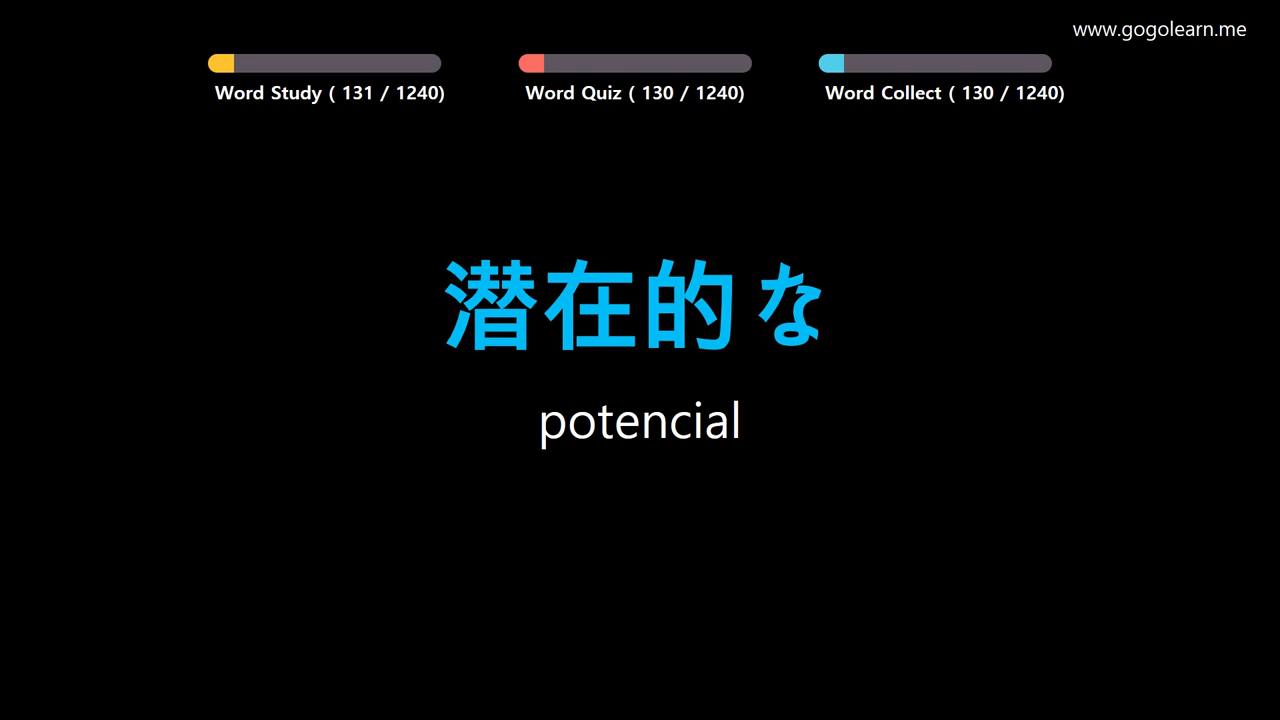 www.gogolearn.me
Word Study ( 131 / 1240)
Word Quiz ( 130 / 1240)
Word Collect ( 130 / 1240)
潜在的な
potencial